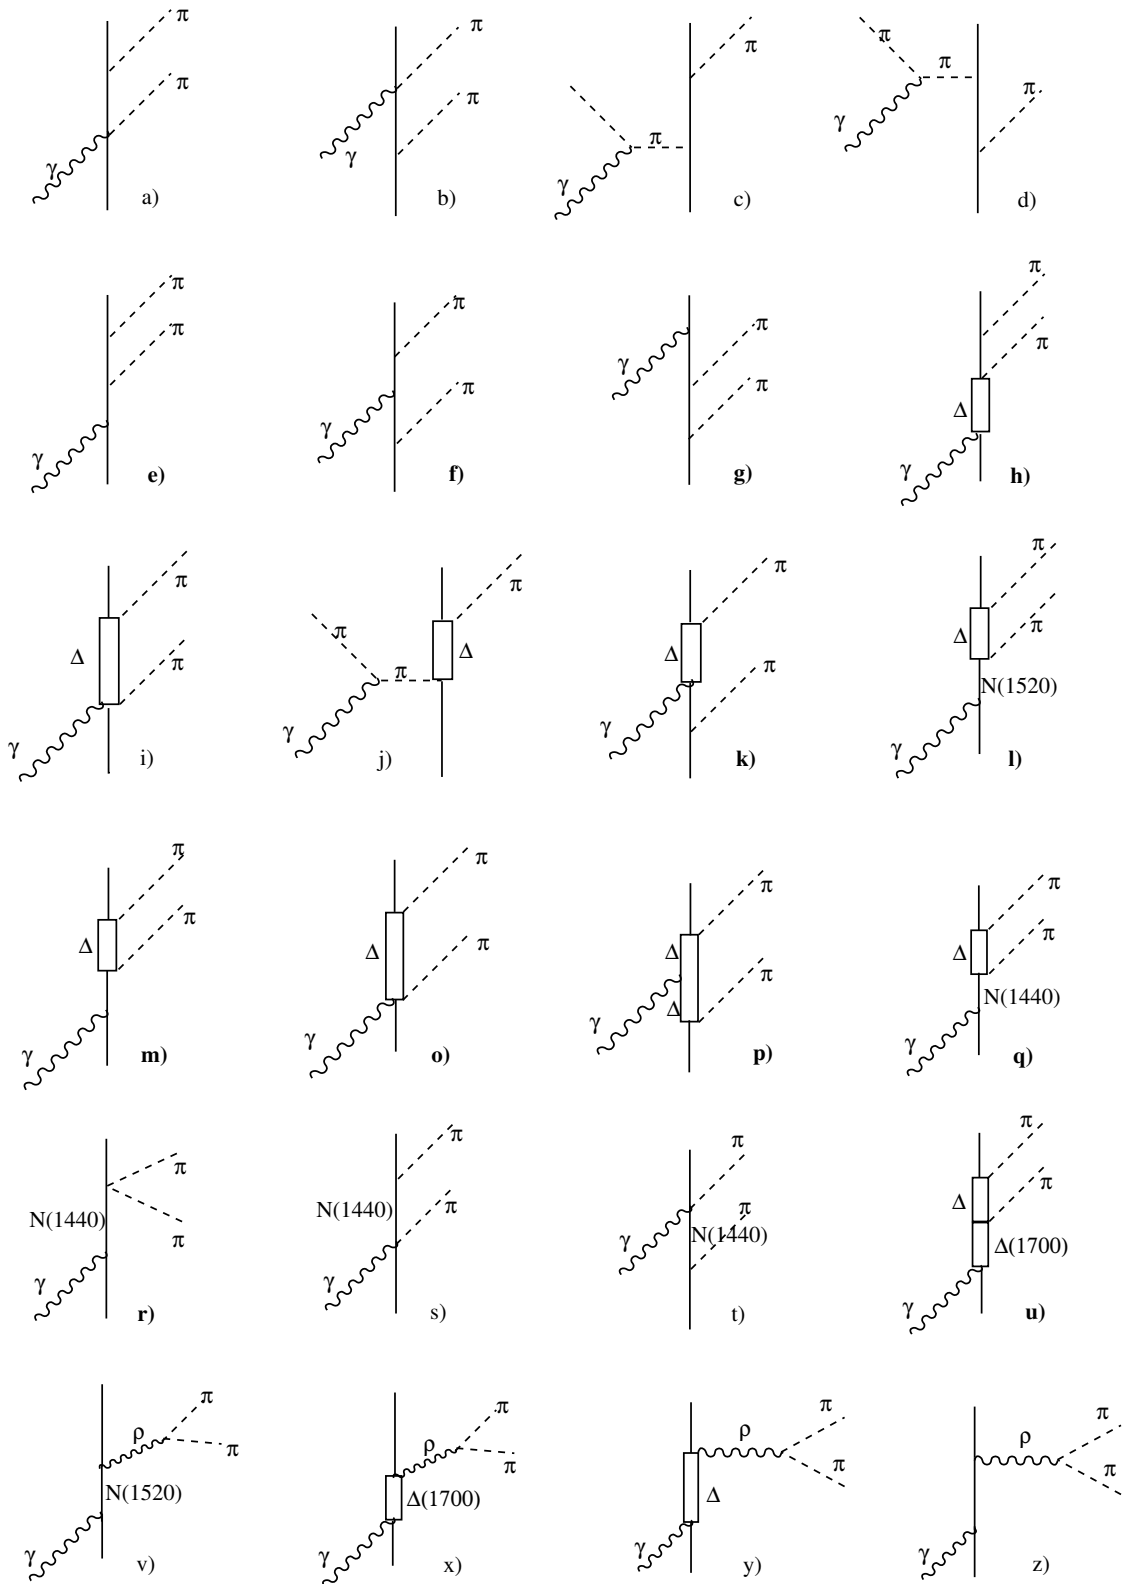 π
π
γ
a)
π
π
γ
b)
π
π
γ
c)
π
π
π
γ
d)
π
π
γ
e)
π
π
γ
f)
π
π
γ
g)
π
π
Δ
γ
h)
π
π
Δ
γ
i)
π
π
π
Δ
γ
j)
π
π
Δ
γ
k)
π
π
Δ
N(1520)
γ
l)
π
π
Δ
γ
m)
π
π
Δ
γ
o)
π
π
Δ
Δ
γ
p)
π
π
Δ
N(1440)
γ
q)
π
π
N(1440)
γ
r)
π
π
N(1440)
γ
s)
π
π
N(1440)
γ
t)
π
π
Δ
Δ(1700)
γ
u)
π
π
ρ
N(1520)
γ
v)
π
π
ρ
Δ(1700)
γ
x)
π
π
ρ
Δ
γ
y)
π
π
ρ
γ
z)